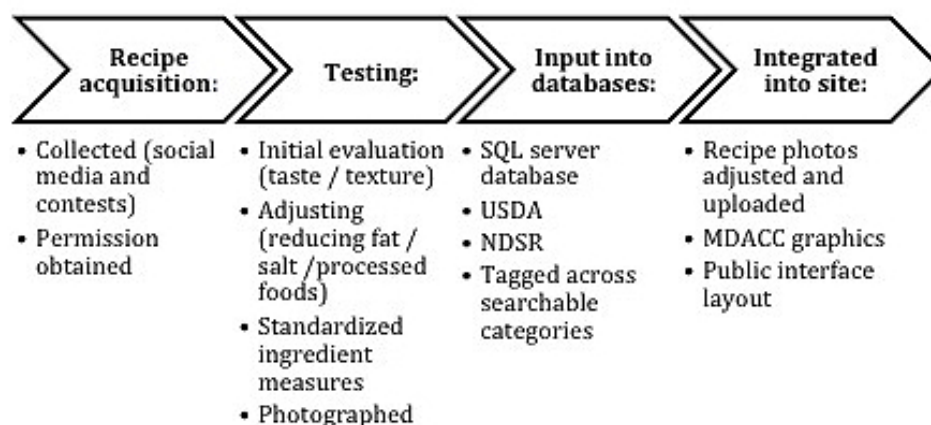 Recipe
acquisition:
• Collected (social
media and
contests)
• Permission
obtained
Testing:
• Initial evaluation
(taste / texture)
• Adjusting
(reducing fat /
salt /processed
foods)
• Standardized
ingredient
measures
• Photographed
Input into
databases:
• SQL server
database
• USDA
• NDSR
• Tagged across
searchable
categories
Integrated
into site:
• Recipe photos
adjusted and
uploaded
• MDACC graphics
• Public interface
layout